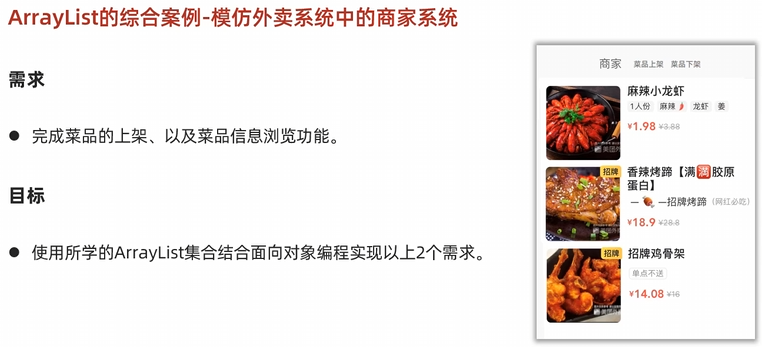 ArrayList的综合案例-模仿外卖系统中的商家系统
需求
● 完成菜品的上架、以及菜品信息浏览功能。
目标
● 使用所学的ArrayList集合结合面向对象编程实现以上2个需求。
商家 菜品上架 菜品下架
麻辣小龙虾
1人份 麻辣🌶️ 龙虾 姜
¥1.98 ¥3.88
招牌
香辣烤蹄【满🈵胶原
蛋白】
一 🍖 一招牌烤蹄 (网红必吃)
¥18.9 ¥28.8
招牌
招牌鸡骨架
单点不送
¥14.08 ¥16